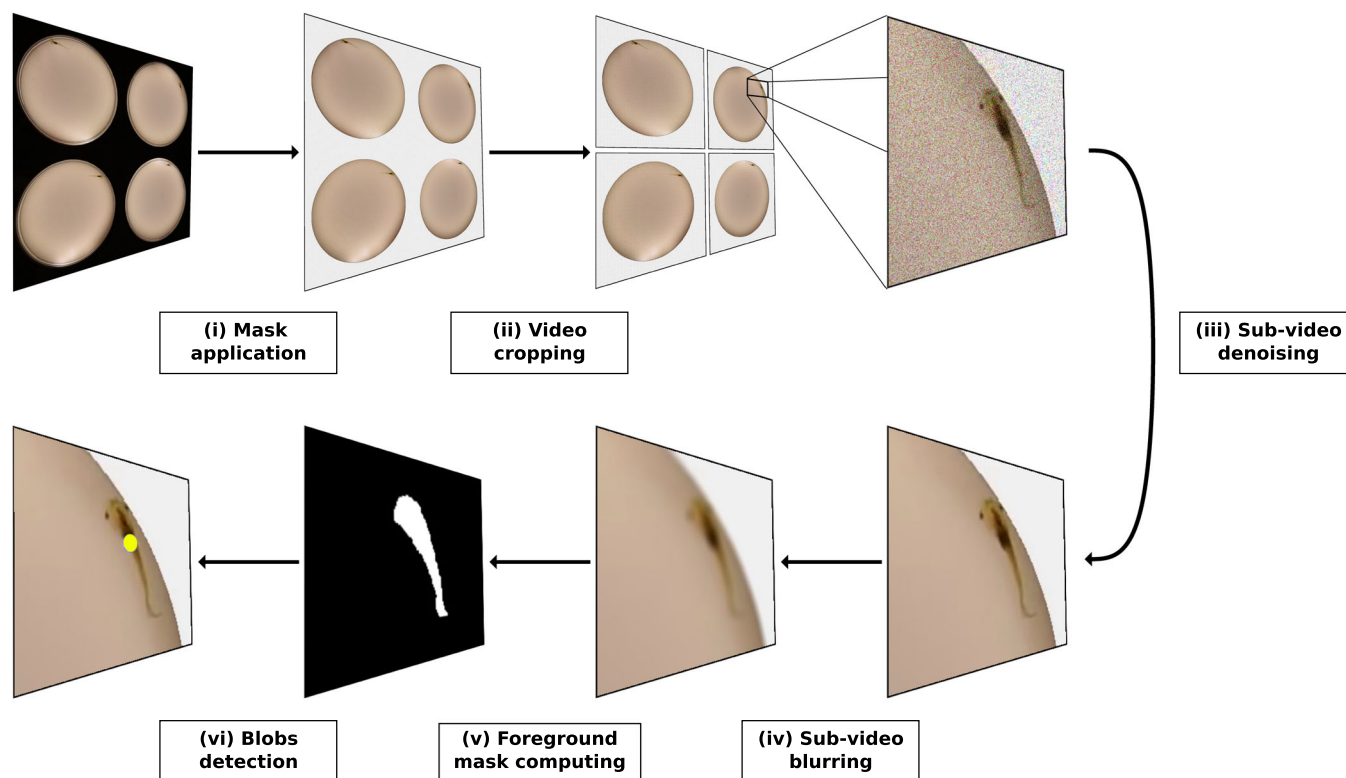 (i) Mask
application
(ii) Video
cropping
(iii) Sub-video
denoising
(vi) Blobs
detection
(v) Foreground
mask computing
(iv) Sub-video
blurring